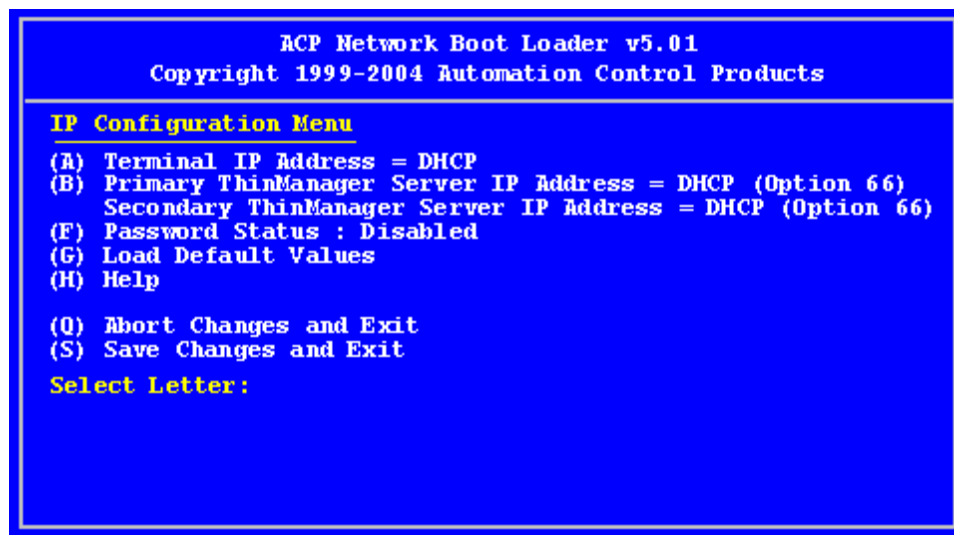 ACP Network Boot Loader v5.01
Copyright 1999-2004 Automation Control Products
IP Configuration Menu
(A) Terminal IP Address = DHCP
(B) Primary ThinManager Server IP Address = DHCP (Option 66)
Secondary ThinManager Server IP Address = DHCP (Option 66)
(F) Password Status : Disabled
(G) Load Default Values
(H) Help
(Q) Abort Changes and Exit
(S) Save Changes and Exit
Select Letter: